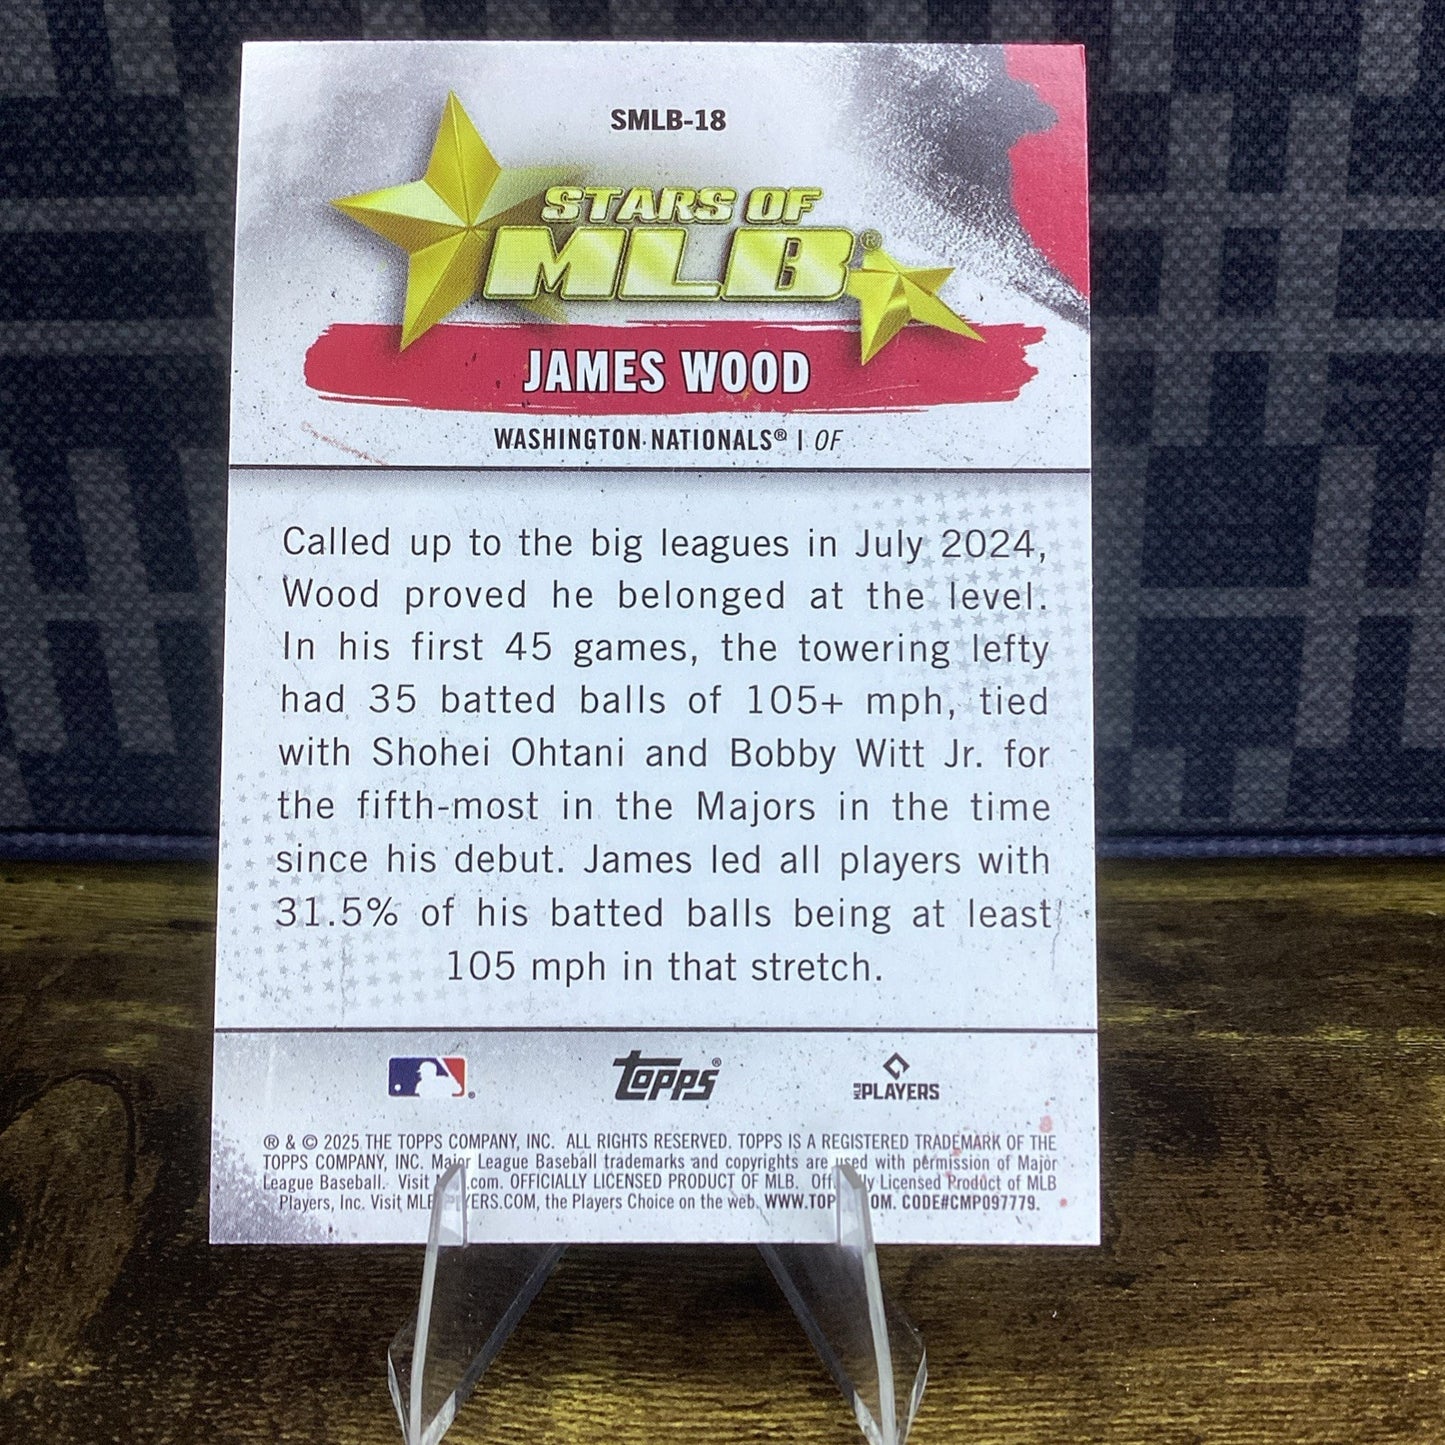 SMLB-18
STARS OF
MLB®
JAMES WOOD
WASHINGTON NATIONALS® | OF
Called up to the big leagues in July 2024,
Wood proved he belonged at the level.
In his first 45 games, the towering lefty
had 35 batted balls of 105+ mph, tied
with Shohei Ohtani and Bobby Witt Jr. for
the fifth-most in the Majors in the time
since his debut. James led all players with
31.5% of his batted balls being at least
105 mph in that stretch.
Topps® MLB PLAYERS
® & © 2025 THE TOPPS COMPANY, INC. ALL RIGHTS RESERVED. TOPPS IS A REGISTERED TRADEMARK OF THE
TOPPS COMPANY, INC. Major League Baseball trademarks and copyrights are used with permission of Major
League Baseball. Visit .com. OFFICIALLY LICENSED PRODUCT OF MLB. Officially Licensed Product of MLB
Players, Inc. Visit MLBPLAYERS.COM, the Players Choice on the web. WWW.TOPPS.COM. CODE#CMP097779.